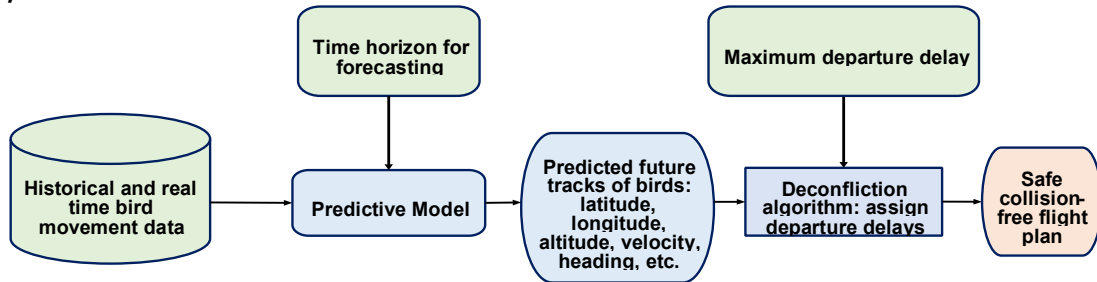 Time horizon for
forecasting
Maximum departure delay
Historical and real
time bird
movement data
Predictive Model
Predicted future
tracks of birds:
latitude,
longitude,
altitude, velocity,
heading, etc.
Deconfliction
algorithm: assign
departure delays
Safe
collision-
free flight
plan